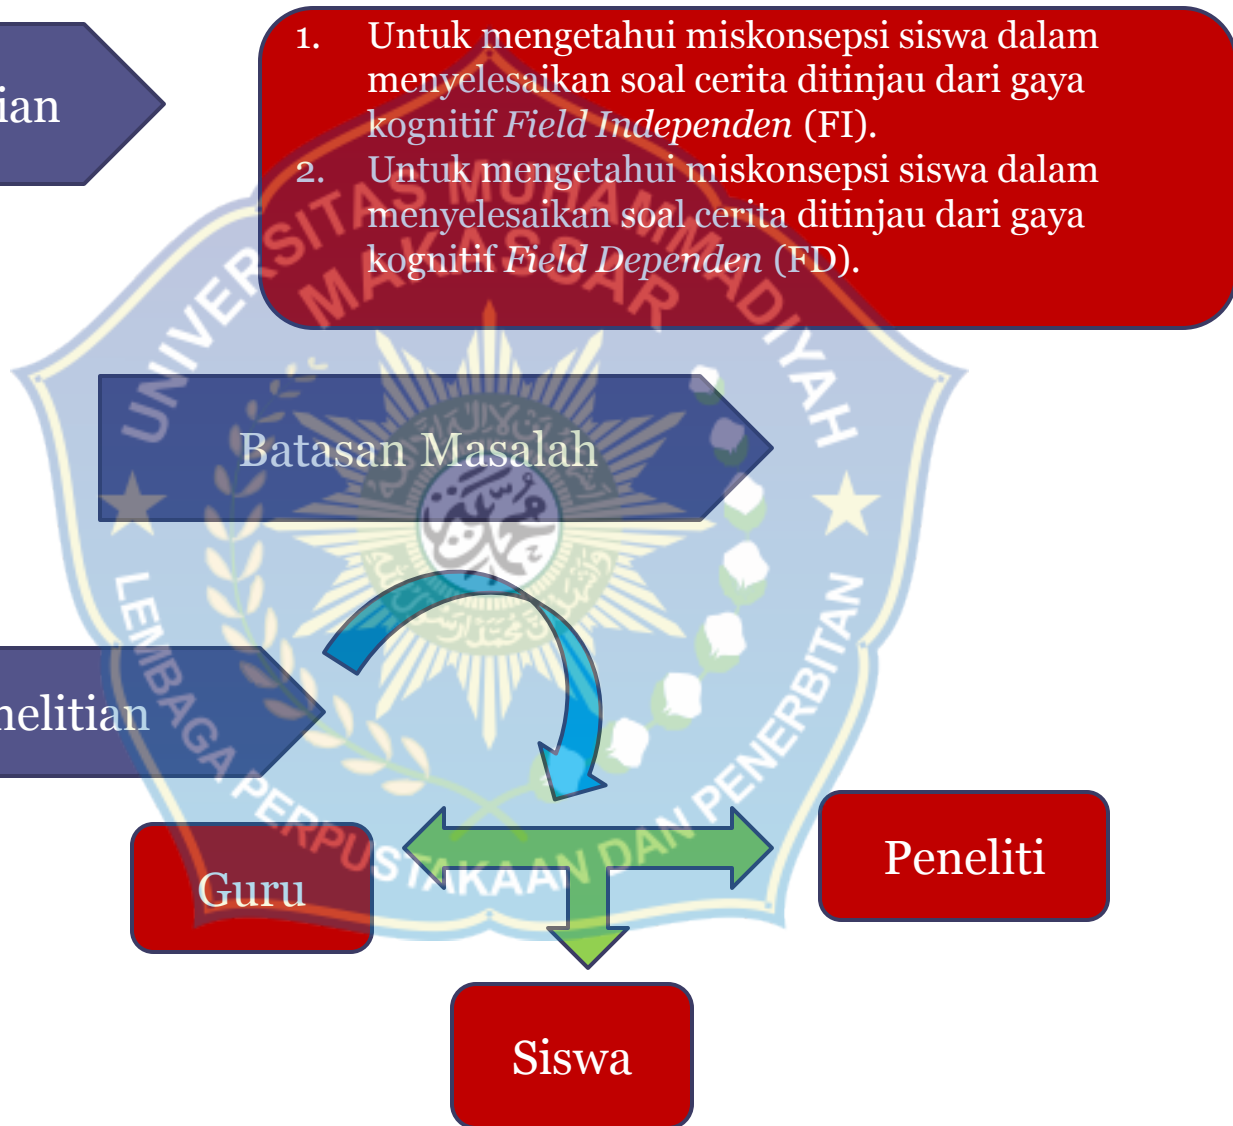 ian
1. Untuk mengetahui miskonsepsi siswa dalam
menyelesaikan soal cerita ditinjau dari gaya
kognitif Field Independen (FI).
2. Untuk mengetahui miskonsepsi siswa dalam
menyelesaikan soal cerita ditinjau dari gaya
kognitif Field Dependen (FD).
UNIVERSITAS MUHAMMADIYAH
MAKASSAR
Batasan Masalah
nelitian
LEMBAGA PERPUSTAKAAN DAN PENERBITAN
Guru
Peneliti
Siswa